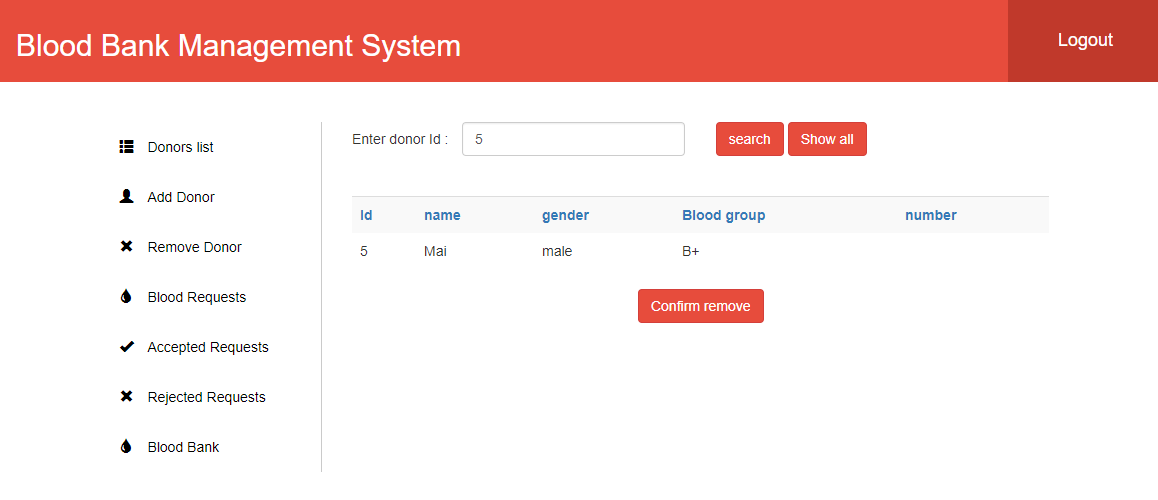 Blood Bank Management System
Logout
Donors list
Add Donor
Remove Donor
Blood Requests
Accepted Requests
Rejected Requests
Blood Bank
Enter donor Id : 5 search Show all
Id name gender Blood group number
5 Mai male B+
Confirm remove